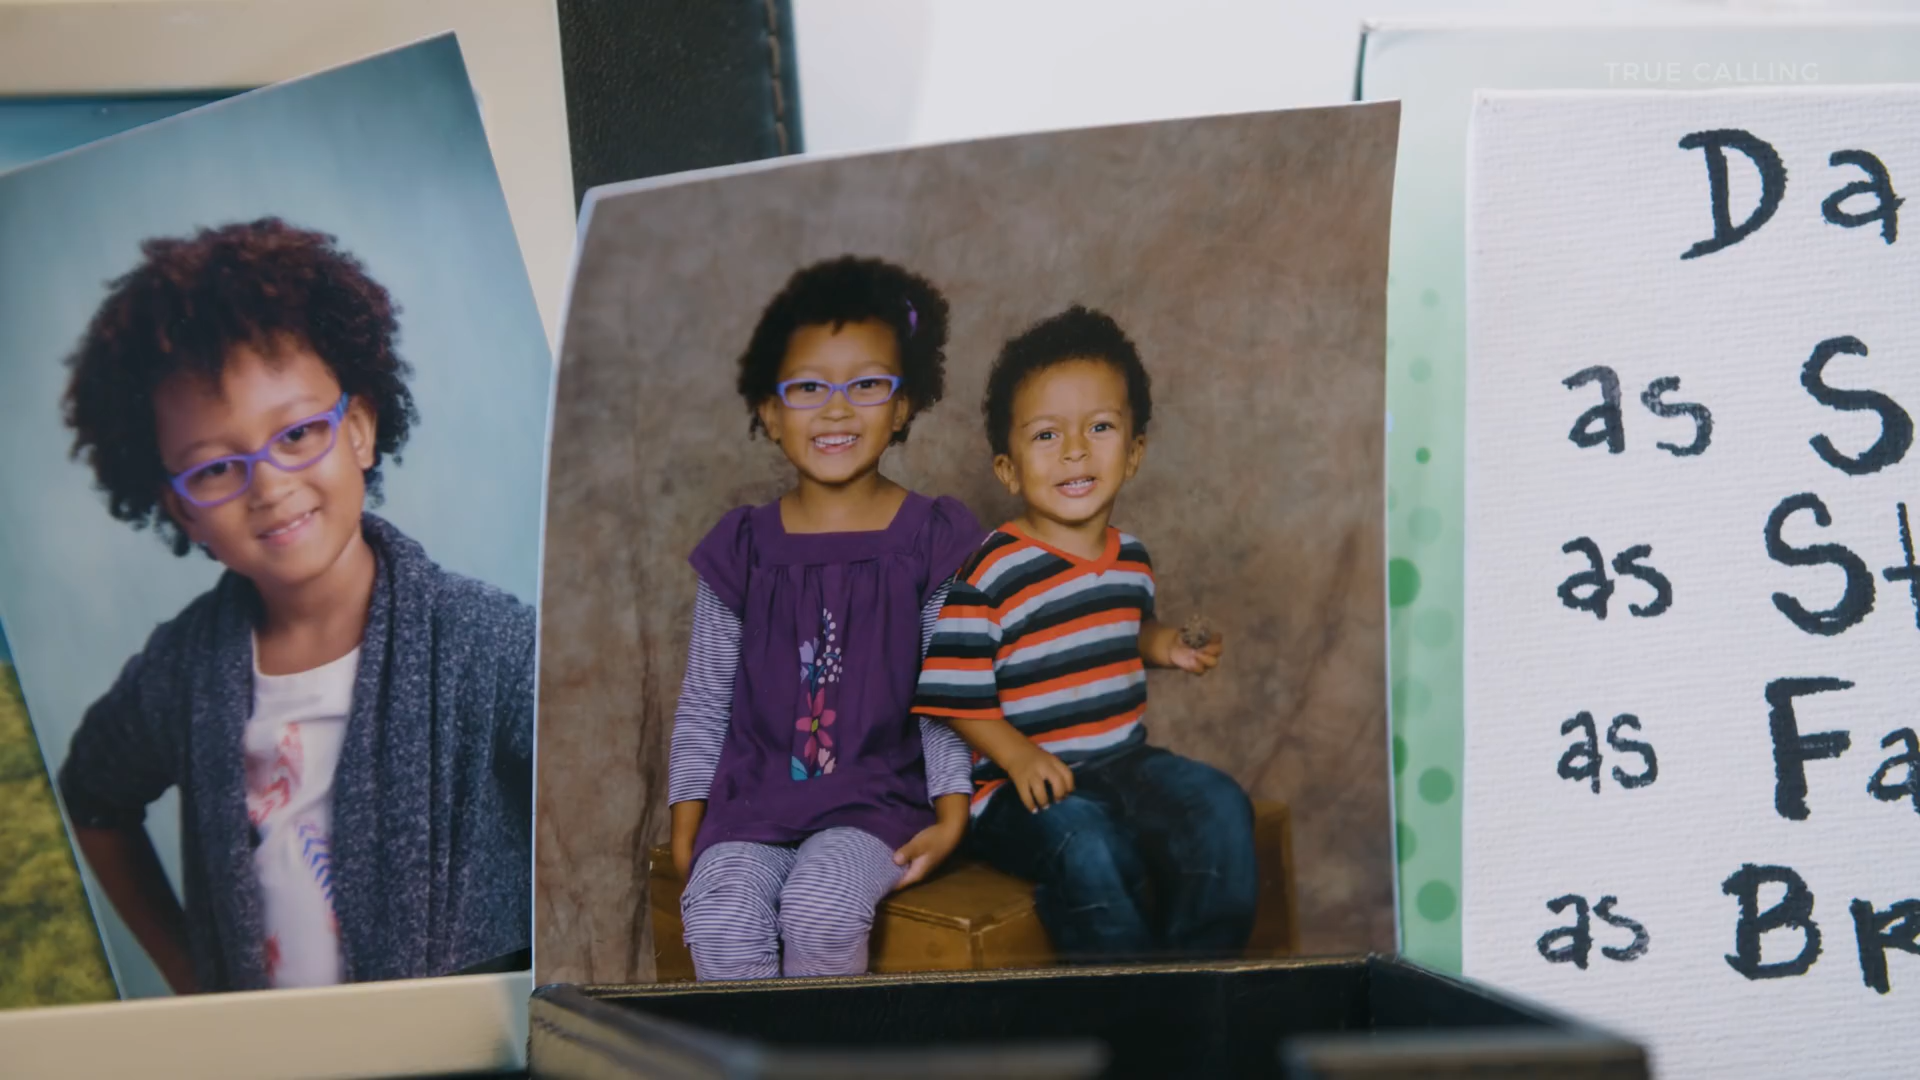 TRUE CALLING
Da
as S
as St
as Fa
as Br